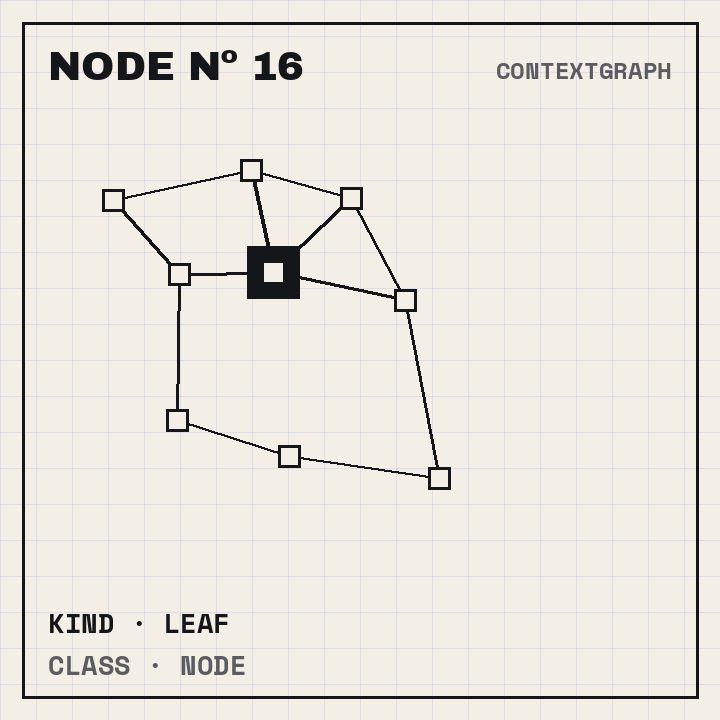 NODE Nº 16
CONTEXTGRAPH
KIND · LEAF
CLASS · NODE